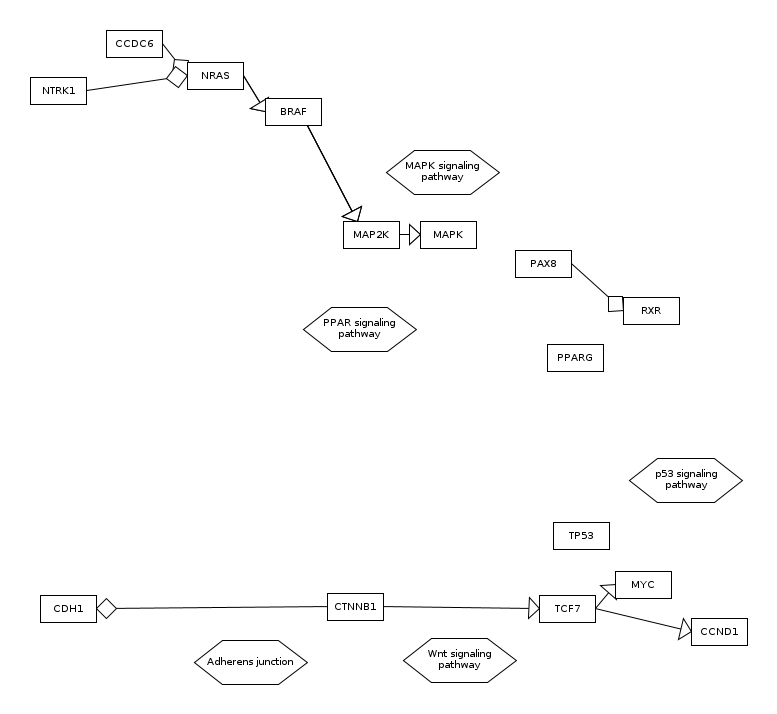 CCDC6
NRAS
NTRK1
BRAF
MAPK signaling
pathway
MAP2K
MAPK
PAX8
RXR
PPAR signaling
pathway
PPARG
p53 signaling
pathway
TP53
MYC
CDH1
CTNNB1
TCF7
CCND1
Adherens junction
Wnt signaling
pathway